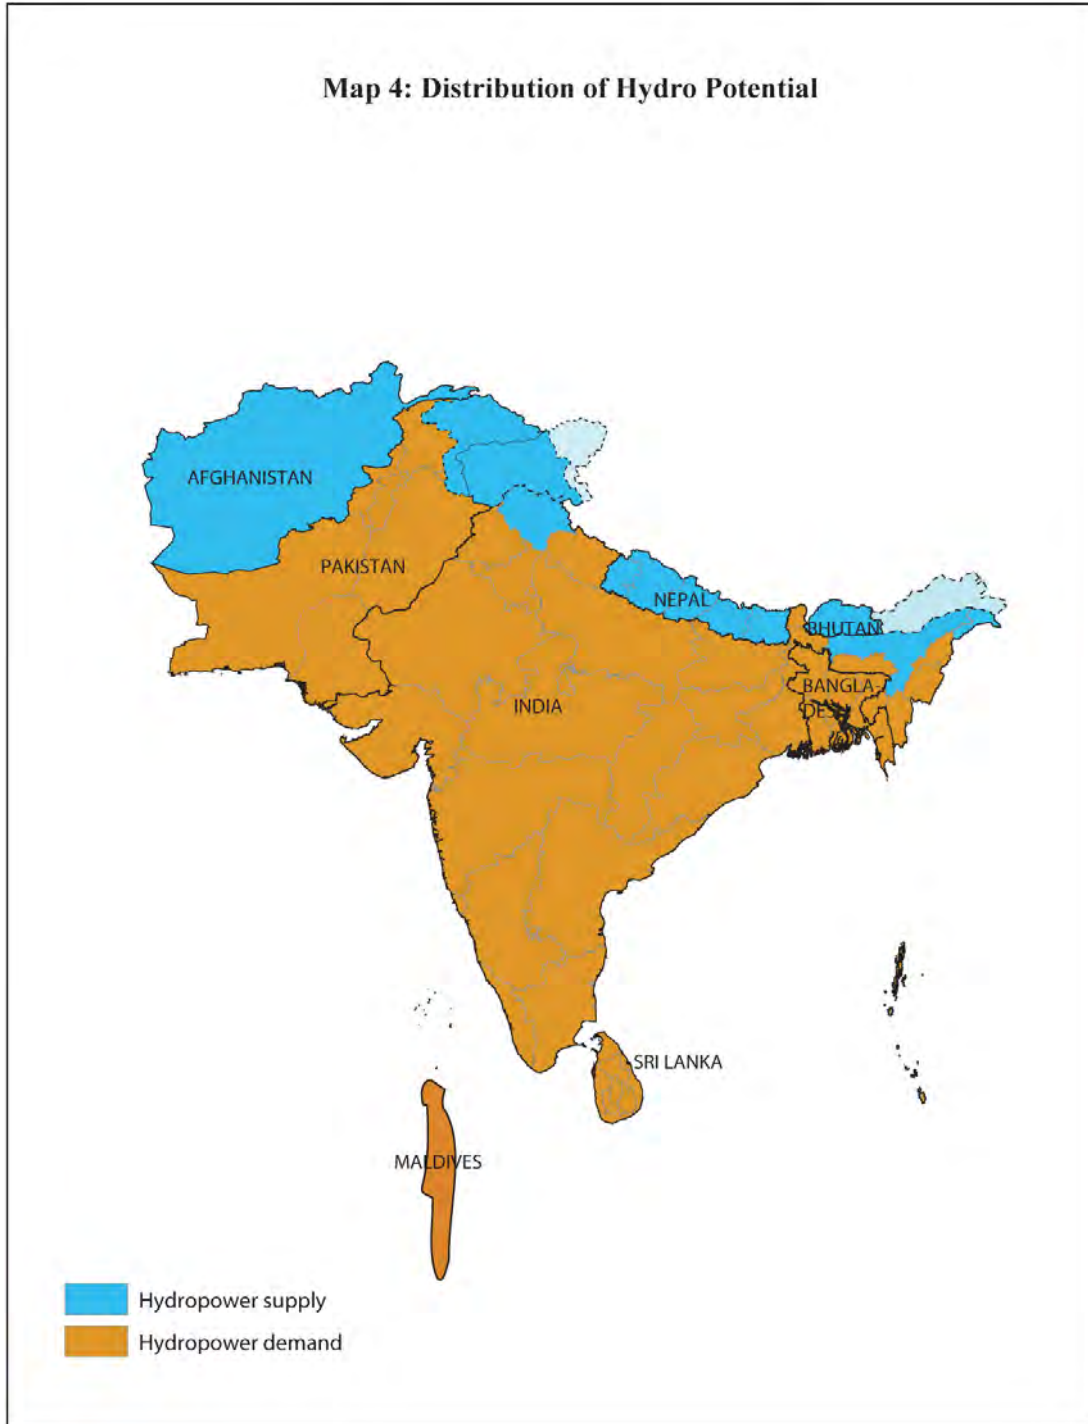 Map 4: Distribution of Hydro Potential
AFGHANISTAN
PAKISTAN
NEPAL
BHUTAN
INDIA
BANGLA-
DESH
SRI LANKA
MALDIVES
Hydropower supply
Hydropower demand